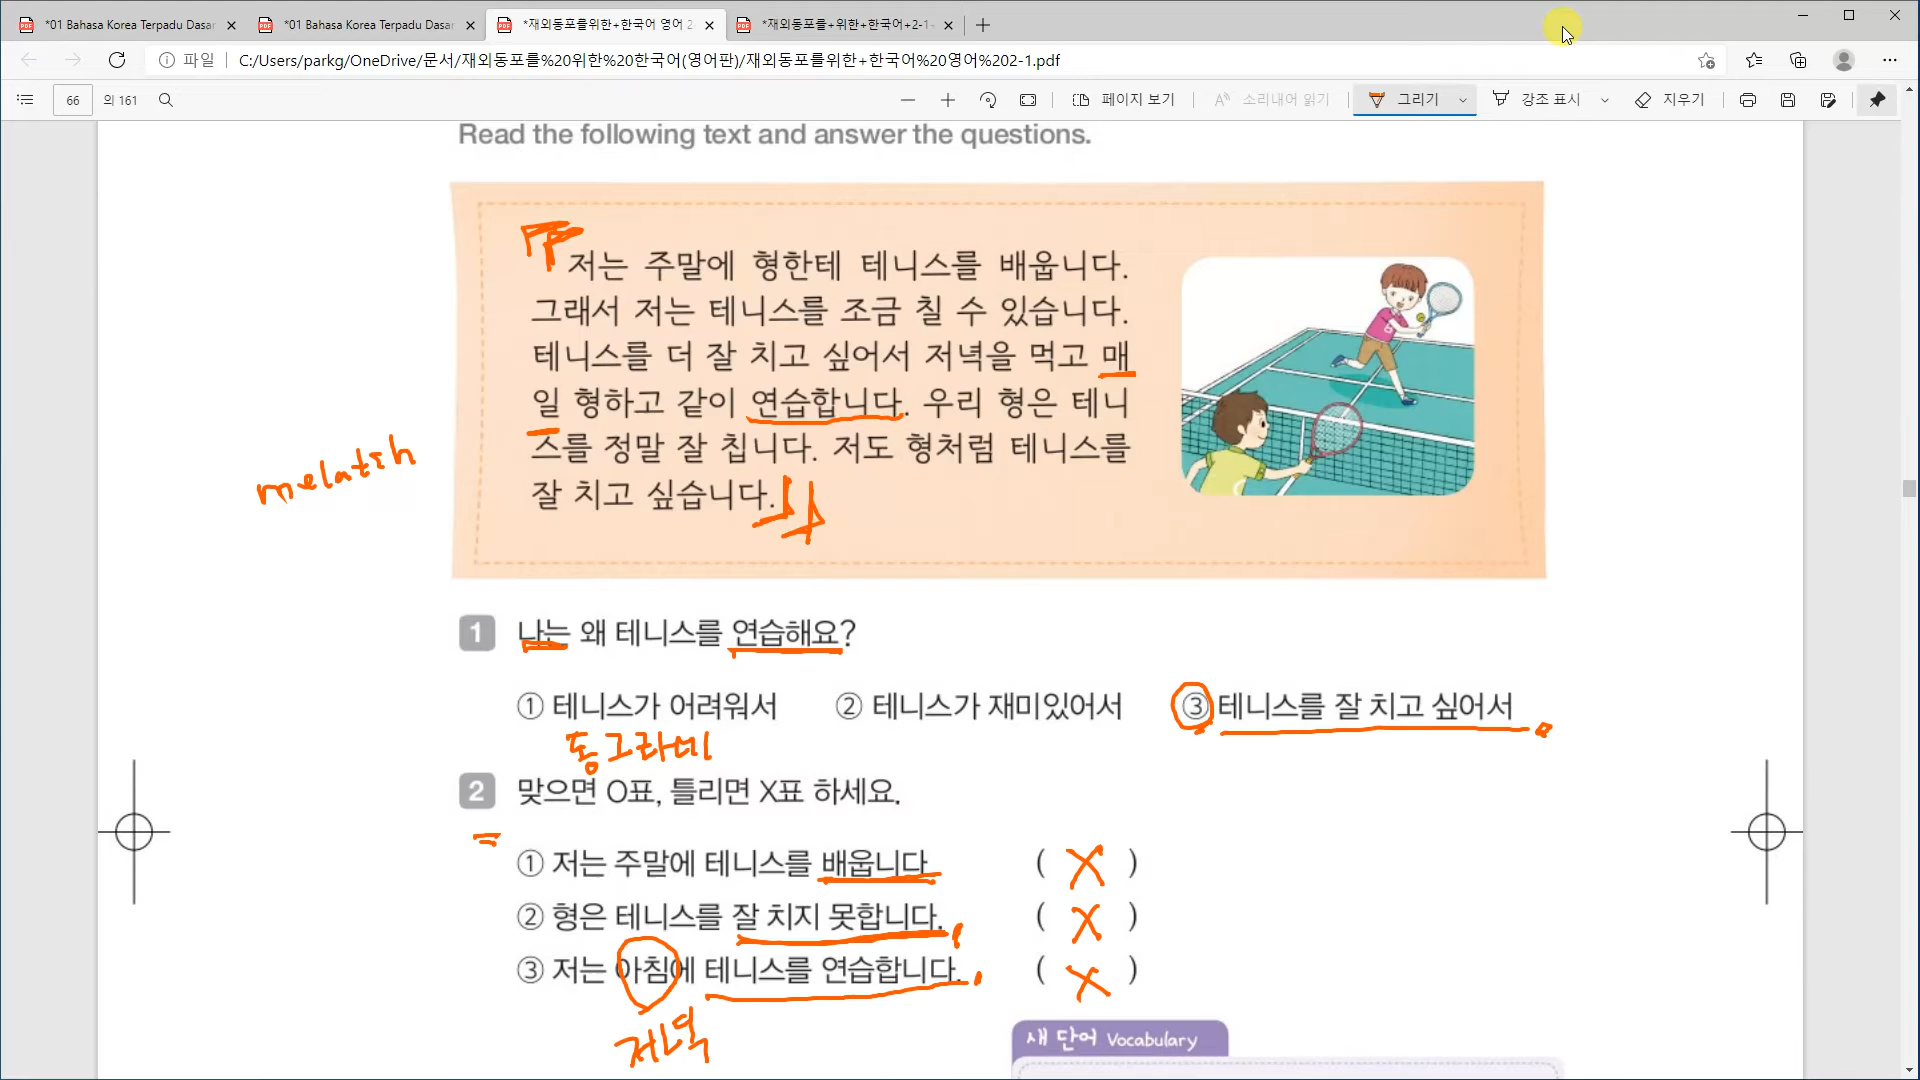 *01 Bahasa Korea Terpadu Dasar
*01 Bahasa Korea Terpadu Dasar
*재외동포를위한+한국어 영어 2
*재외동포를+위한+한국어+2-1-
파일
C:/Users/parkg/OneDrive/문서/재외동포를%20위한%20한국어(영어판)/재외동포를위한+한국어%20영어%202-1.pdf
66 의 161
페이지 보기
소리내어 읽기
그리기
강조 표시
지우기
Read the following text and answer the questions.
저는 주말에 형한테 테니스를 배웁니다.
그래서 저는 테니스를 조금 칠 수 있습니다.
테니스를 더 잘 치고 싶어서 저녁을 먹고 매
일 형하고 같이 연습합니다. 우리 형은 테니
스를 정말 잘 칩니다. 저도 형처럼 테니스를
잘 치고 싶습니다.
melatih
1 나는 왜 테니스를 연습해요?
① 테니스가 어려워서 ② 테니스가 재미있어서 ③ 테니스를 잘 치고 싶어서
동그라미
2 맞으면 O표, 틀리면 X표 하세요.
① 저는 주말에 테니스를 배웁니다. ( X )
② 형은 테니스를 잘 치지 못합니다. ( X )
③ 저는 아침에 테니스를 연습합니다. ( X )
저녁
새 단어 Vocabulary